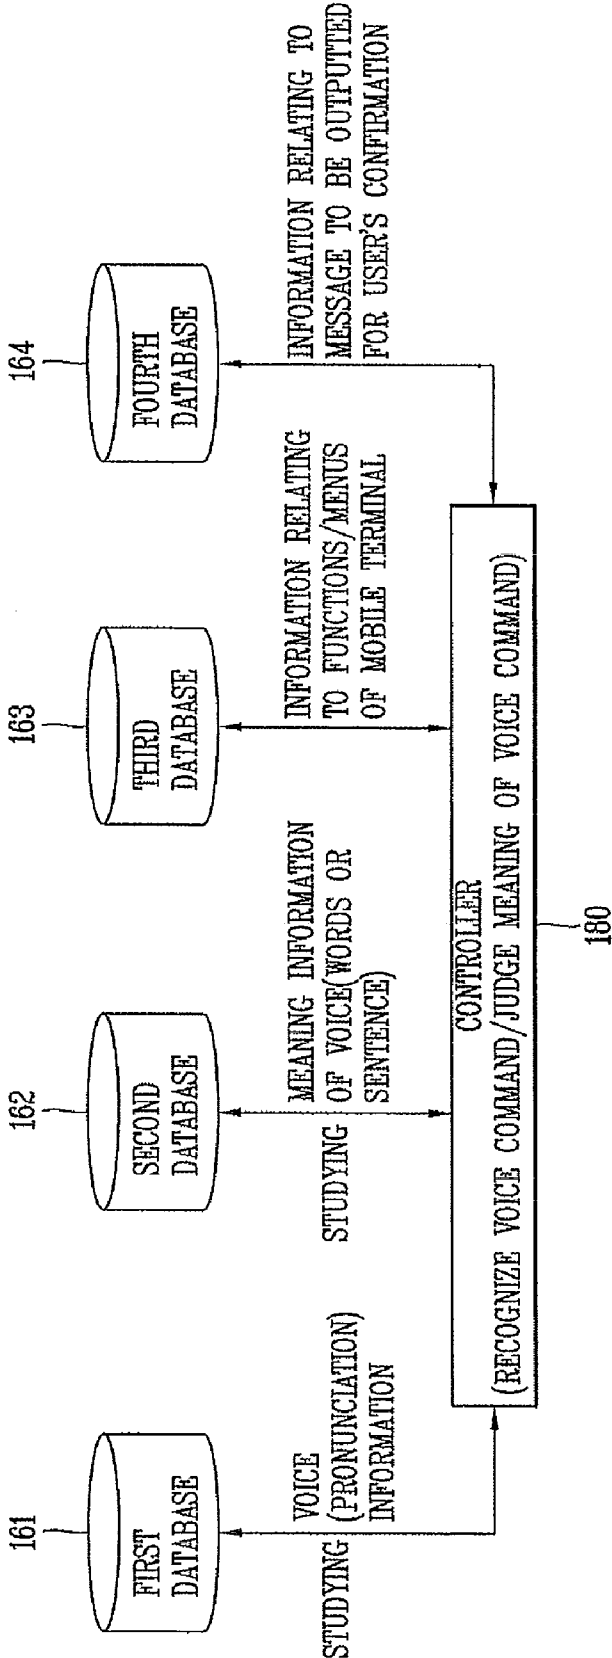 161
162
163
164
FIRST
DATABASE
SECOND
DATABASE
THIRD
DATABASE
FOURTH
DATABASE
STUDYING
VOICE
(PRONUNCIATION)
INFORMATION
STUDYING
MEANING INFORMATION
OF VOICE(WORDS OR
SENTENCE)
INFORMATION RELATING
TO FUNCTIONS/MENUS
OF MOBILE TERMINAL
INFORMATION RELATING TO
MESSAGE TO BE OUTPUTTED
FOR USER'S CONFIRMATION
CONTROLLER
(RECOGNIZE VOICE COMMAND/JUDGE MEANING OF VOICE COMMAND)
180